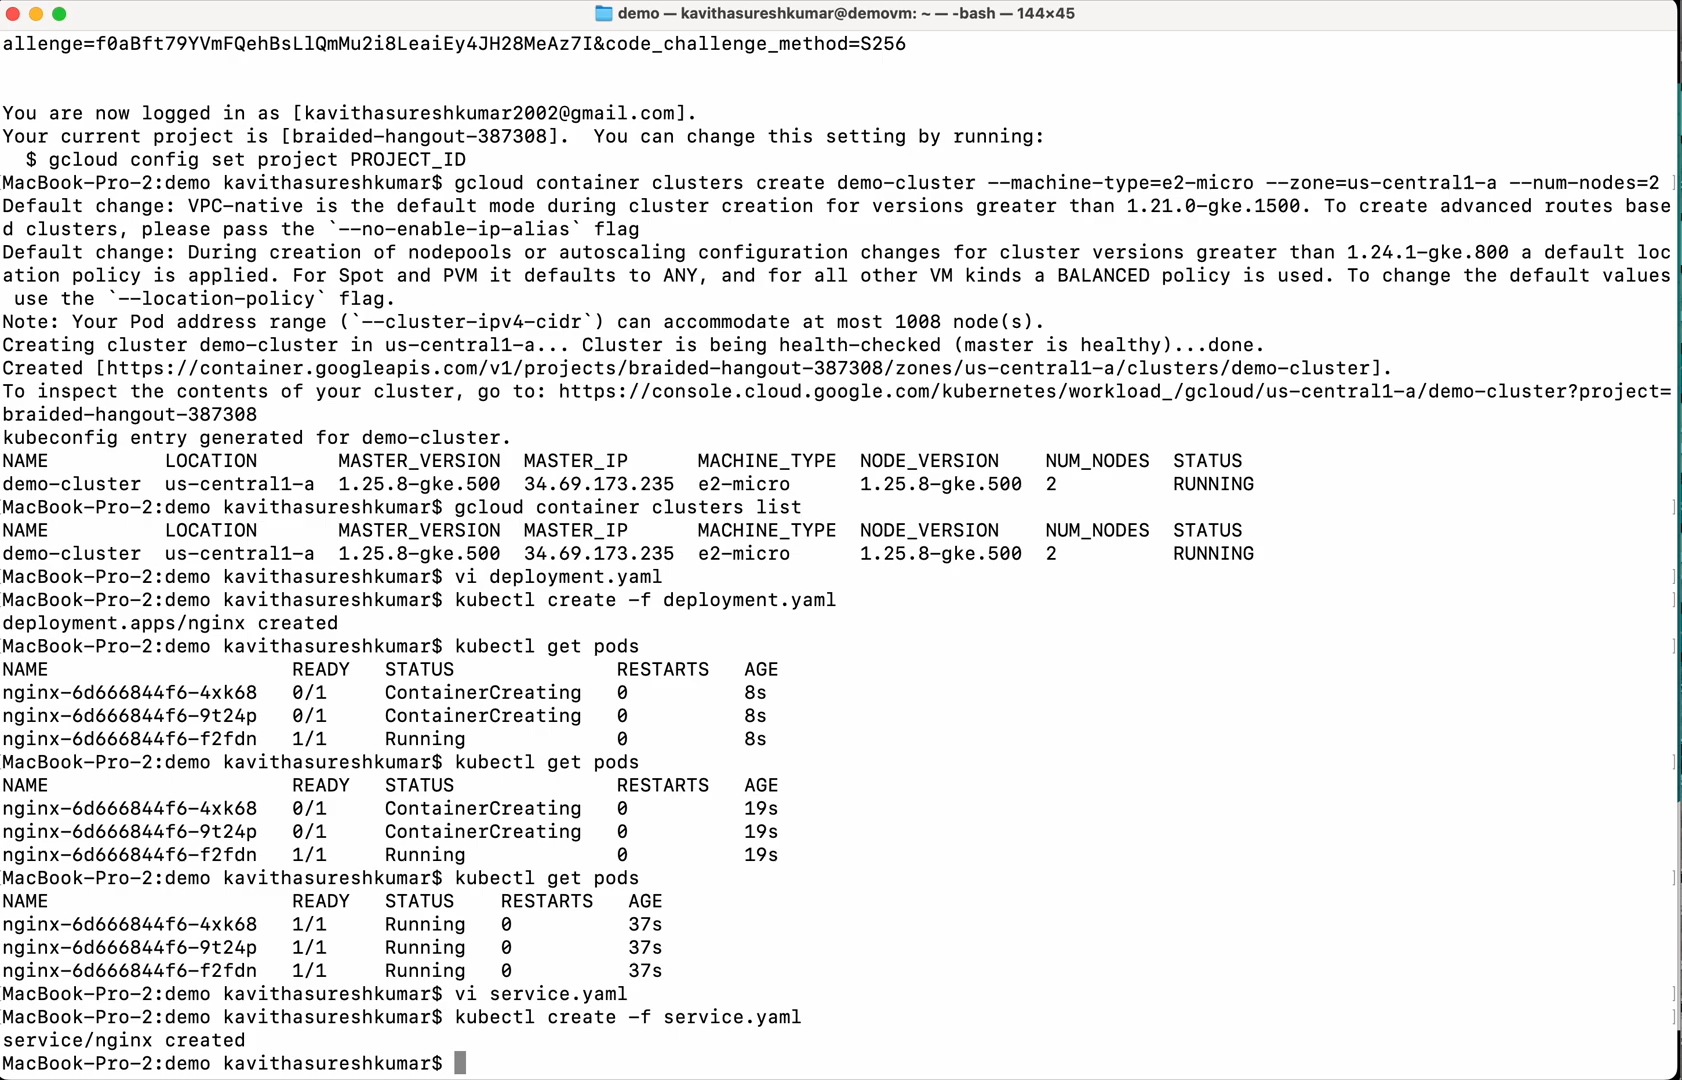 demo — kavithasureshkumar@demovm: ~ — -bash — 144×45
allenge=f0aBft79YVmFQehBsLlQmMu2i8LeaiEy4JH28MeAz7I&code_challenge_method=S256
You are now logged in as [kavithasureshkumar2002@gmail.com].
Your current project is [braided-hangout-387308].  You can change this setting by running:
  $ gcloud config set project PROJECT_ID
[MacBook-Pro-2:demo kavithasureshkumar$ gcloud container clusters create demo-cluster --machine-type=e2-micro --zone=us-central1-a --num-nodes=2 ]
Default change: VPC-native is the default mode during cluster creation for versions greater than 1.21.0-gke.1500. To create advanced routes base
d clusters, please pass the `--no-enable-ip-alias` flag
Default change: During creation of nodepools or autoscaling configuration changes for cluster versions greater than 1.24.1-gke.800 a default loc
ation policy is applied. For Spot and PVM it defaults to ANY, and for all other VM kinds a BALANCED policy is used. To change the default values
 use the `--location-policy` flag.
Note: Your Pod address range (`--cluster-ipv4-cidr`) can accommodate at most 1008 node(s).
Creating cluster demo-cluster in us-central1-a... Cluster is being health-checked (master is healthy)...done.
Created [https://container.googleapis.com/v1/projects/braided-hangout-387308/zones/us-central1-a/clusters/demo-cluster].
To inspect the contents of your cluster, go to: https://console.cloud.google.com/kubernetes/workload_/gcloud/us-central1-a/demo-cluster?project=
braided-hangout-387308
kubeconfig entry generated for demo-cluster.
NAME          LOCATION       MASTER_VERSION  MASTER_IP      MACHINE_TYPE  NODE_VERSION    NUM_NODES  STATUS
demo-cluster  us-central1-a  1.25.8-gke.500  34.69.173.235  e2-micro      1.25.8-gke.500  2          RUNNING
[MacBook-Pro-2:demo kavithasureshkumar$ gcloud container clusters list ]
NAME          LOCATION       MASTER_VERSION  MASTER_IP      MACHINE_TYPE  NODE_VERSION    NUM_NODES  STATUS
demo-cluster  us-central1-a  1.25.8-gke.500  34.69.173.235  e2-micro      1.25.8-gke.500  2          RUNNING
[MacBook-Pro-2:demo kavithasureshkumar$ vi deployment.yaml ]
[MacBook-Pro-2:demo kavithasureshkumar$ kubectl create -f deployment.yaml ]
deployment.apps/nginx created
[MacBook-Pro-2:demo kavithasureshkumar$ kubectl get pods ]
NAME                     READY   STATUS              RESTARTS   AGE
nginx-6d666844f6-4xk68   0/1     ContainerCreating   0          8s
nginx-6d666844f6-9t24p   0/1     ContainerCreating   0          8s
nginx-6d666844f6-f2fdn   1/1     Running             0          8s
[MacBook-Pro-2:demo kavithasureshkumar$ kubectl get pods ]
NAME                     READY   STATUS              RESTARTS   AGE
nginx-6d666844f6-4xk68   0/1     ContainerCreating   0          19s
nginx-6d666844f6-9t24p   0/1     ContainerCreating   0          19s
nginx-6d666844f6-f2fdn   1/1     Running             0          19s
[MacBook-Pro-2:demo kavithasureshkumar$ kubectl get pods ]
NAME                     READY   STATUS    RESTARTS   AGE
nginx-6d666844f6-4xk68   1/1     Running   0          37s
nginx-6d666844f6-9t24p   1/1     Running   0          37s
nginx-6d666844f6-f2fdn   1/1     Running   0          37s
[MacBook-Pro-2:demo kavithasureshkumar$ vi service.yaml ]
[MacBook-Pro-2:demo kavithasureshkumar$ kubectl create -f service.yaml ]
service/nginx created
MacBook-Pro-2:demo kavithasureshkumar$